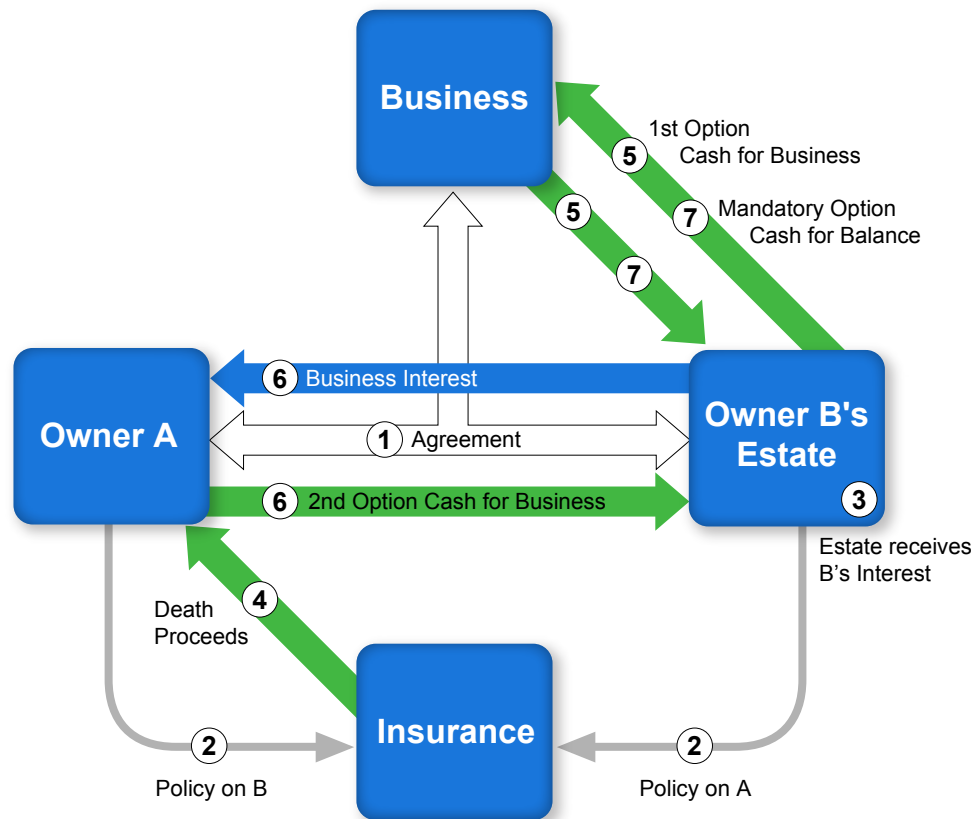 Business
1st Option
5
Cash for Business
5
7
Mandatory Option
Cash for Balance
7
6 Business Interest
Owner A
1 Agreement
Owner B's
Estate
3
6 2nd Option Cash for Business
Estate receives
B’s Interest
4
Death
Proceeds
Insurance
2
2
Policy on B
Policy on A